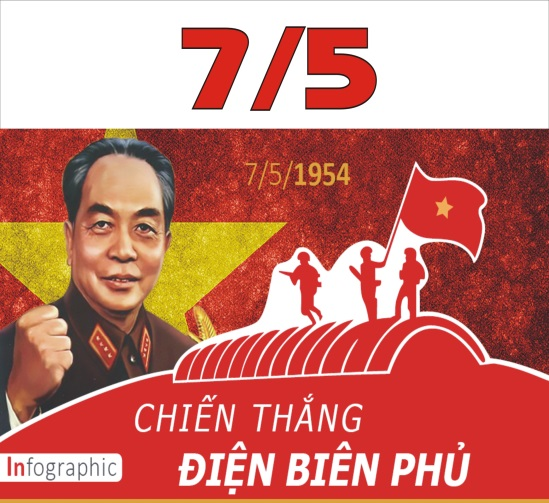 7/5
7/5/1954
CHIẾN THẮNG
ĐIỆN BIÊN PHỦ
Infographic